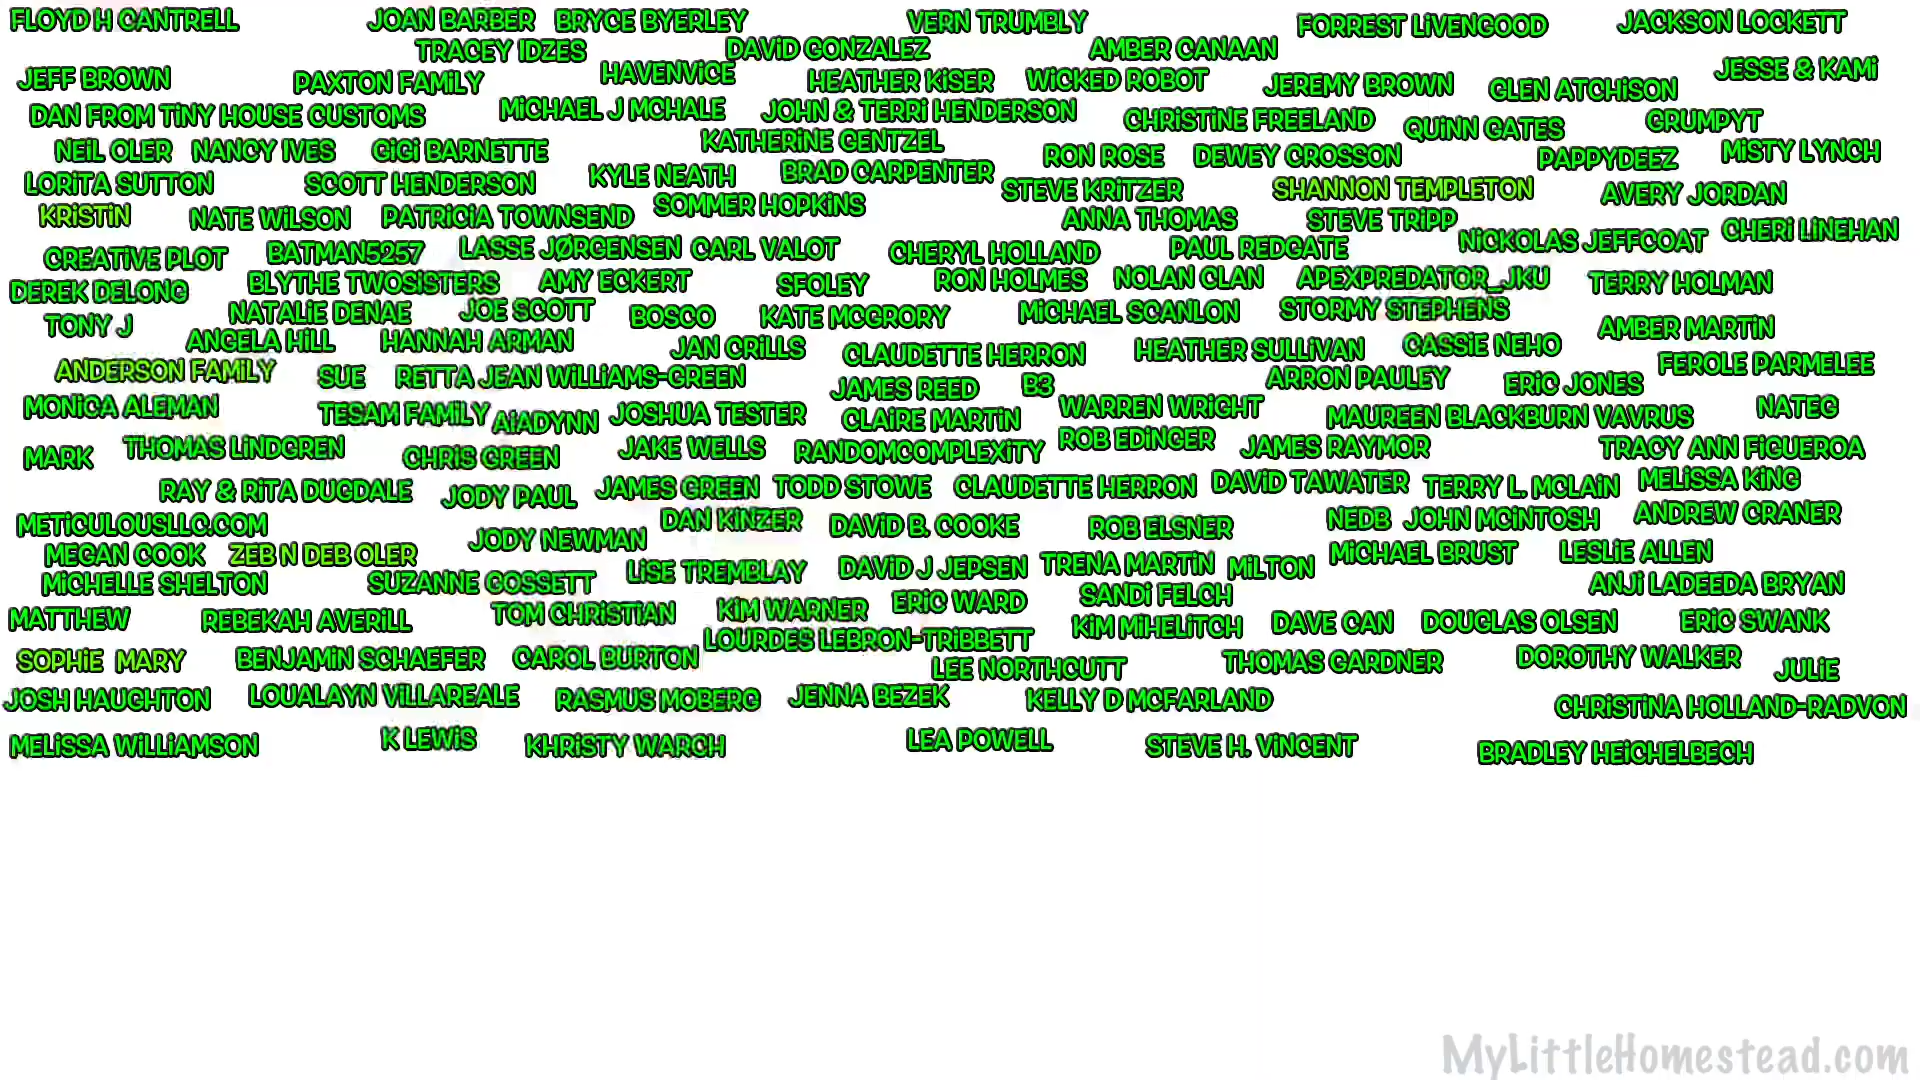 FLOYD H CANTRELL JOAN BARBER BRYCE BYERLEY VERN TRUMBLY FORREST LiVENGOOD JACKSON LOCKETT
TRACEY IDZES DAViD GONZALEZ AMBER CANAAN
JEFF BROWN PAXTON FAMiLY HAVENViCE HEATHER KiSER WiCKED ROBOT JEREMY BROWN GLEN ATCHiSON JESSE & KAMi
DAN FROM TiNY HOUSE CUSTOMS MiCHAEL J MCHALE JOHN & TERRi HENDERSON CHRiSTiNE FREELAND QUiNN GATES GRUMPYT
NEiL OLER NANCY IVES GiGi BARNETTE KATHERiNE GENTZEL RON ROSE DEWEY CROSSON PAPPYDEEZ MiSTY LYNCH
LORiTA SUTTON SCOTT HENDERSON KYLE NEATH BRAD CARPENTER STEVE KRiTZER SHANNON TEMPLETON AVERY JORDAN
KRiSTiN NATE WiLSON PATRiCiA TOWNSEND SOMMER HOPKiNS ANNA THOMAS STEVE TRiPP CHERi LiNEHAN
CREATiVE PLOT BATMAN5257 LASSE JØRGENSEN CARL VALOT CHERYL HOLLAND PAUL REDGATE NiCKOLAS JEFFCOAT
DEREK DELONG BLYTHE TWOSiSTERS AMY ECKERT SFOLEY RON HOLMES NOLAN CLAN APEXPREDATOR_JKU TERRY HOLMAN
TONY J NATALiE DENAE JOE SCOTT BOSCO KATE MCGRORY MiCHAEL SCANLON STORMY STEPHENS AMBER MARTiN
ANGELA HiLL HANNAH ARMAN JAN CRiLLS CLAUDETTE HERRON HEATHER SULLiVAN CASSiE NEHO FEROLE PARMELEE
ANDERSON FAMiLY SUE RETTA JEAN WiLLiAMS-GREEN JAMES REED B3 ARRON PAULEY ERiC JONES
MONiCA ALEMAN TESAM FAMiLY AiADYNN JOSHUA TESTER CLAiRE MARTiN WARREN WRiGHT MAUREEN BLACKBURN VAVRUS NATEG
MARK THOMAS LiNDGREN CHRiS GREEN JAKE WELLS RANDOMCOMPLEXiTY ROB EDiNGER JAMES RAYMOR TRACY ANN FiGUEROA
RAY & RiTA DUGDALE JODY PAUL JAMES GREEN TODD STOWE CLAUDETTE HERRON DAViD TAWATER TERRY L. MCLAiN MELiSSA KiNG
METiCULOUSLLC.COM DAN KiNZER DAViD B. COOKE ROB ELSNER NEDB JOHN MCiNTOSH ANDREW CRANER
MEGAN COOK ZEB N DEB OLER JODY NEWMAN MiCHAEL BRUST LESLiE ALLEN
MiCHELLE SHELTON SUZANNE GOSSETT LiSE TREMBLAY DAViD J JEPSEN TRENA MARTiN MiLTON ANJi LADEEDA BRYAN
MATTHEW REBEKAH AVERiLL TOM CHRiSTiAN KiM WARNER ERiC WARD SANDi FELCH DAVE CAN DOUGLAS OLSEN ERiC SWANK
LOURDES LEBRON-TRiBBETT KiM MiHELiTCH
SOPHiE MARY BENJAMiN SCHAEFER CAROL BURTON LEE NORTHCUTT THOMAS GARDNER DOROTHY WALKER JULiE
JOSH HAUGHTON LOUALAYN ViLLAREALE RASMUS MOBERG JENNA BEZEK KELLY D MCFARLAND CHRiSTiNA HOLLAND-RADVON
MELiSSA WiLLiAMSON K LEWiS KHRiSTY WARCH LEA POWELL STEVE H. ViNCENT BRADLEY HEiCHELBECH
MyLittleHomestead.com